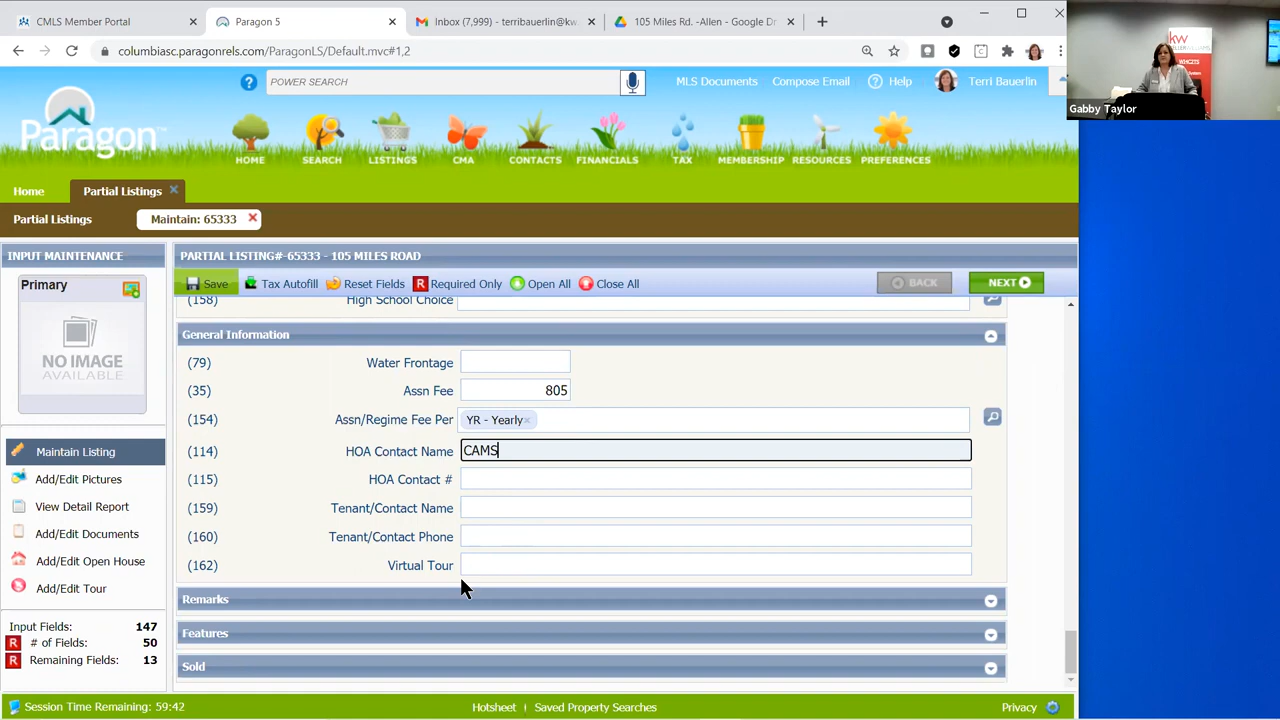 CMLS Member Portal × Paragon 5 × Inbox (7,999) - terribauerlin@kw. × 105 Miles Rd. -Allen - Google Dr × +
columbiasc.paragonrels.com/ParagonLS/Default.mvc#1,2
POWER SEARCH MLS Documents Compose Email Help Terri Bauerlin
Paragon
HOME SEARCH LISTINGS CMA CONTACTS FINANCIALS TAX MEMBERSHIP RESOURCES PREFERENCES
Home Partial Listings
Partial Listings Maintain: 65333
INPUT MAINTENANCE
Primary
NO IMAGE
AVAILABLE
Maintain Listing
Add/Edit Pictures
View Detail Report
Add/Edit Documents
Add/Edit Open House
Add/Edit Tour
Input Fields: 147
R # of Fields: 50
R Remaining Fields: 13
PARTIAL LISTING#-65333 - 105 MILES ROAD
Save Tax Autofill Reset Fields R Required Only Open All Close All BACK NEXT
(158) High School Choice
General Information
(79) Water Frontage
(35) Assn Fee 805
(154) Assn/Regime Fee Per YR - Yearly×
(114) HOA Contact Name CAMS
(115) HOA Contact #
(159) Tenant/Contact Name
(160) Tenant/Contact Phone
(162) Virtual Tour
Remarks
Features
Sold
Session Time Remaining: 59:42 Hotsheet | Saved Property Searches Privacy
kw
Gabby Taylor